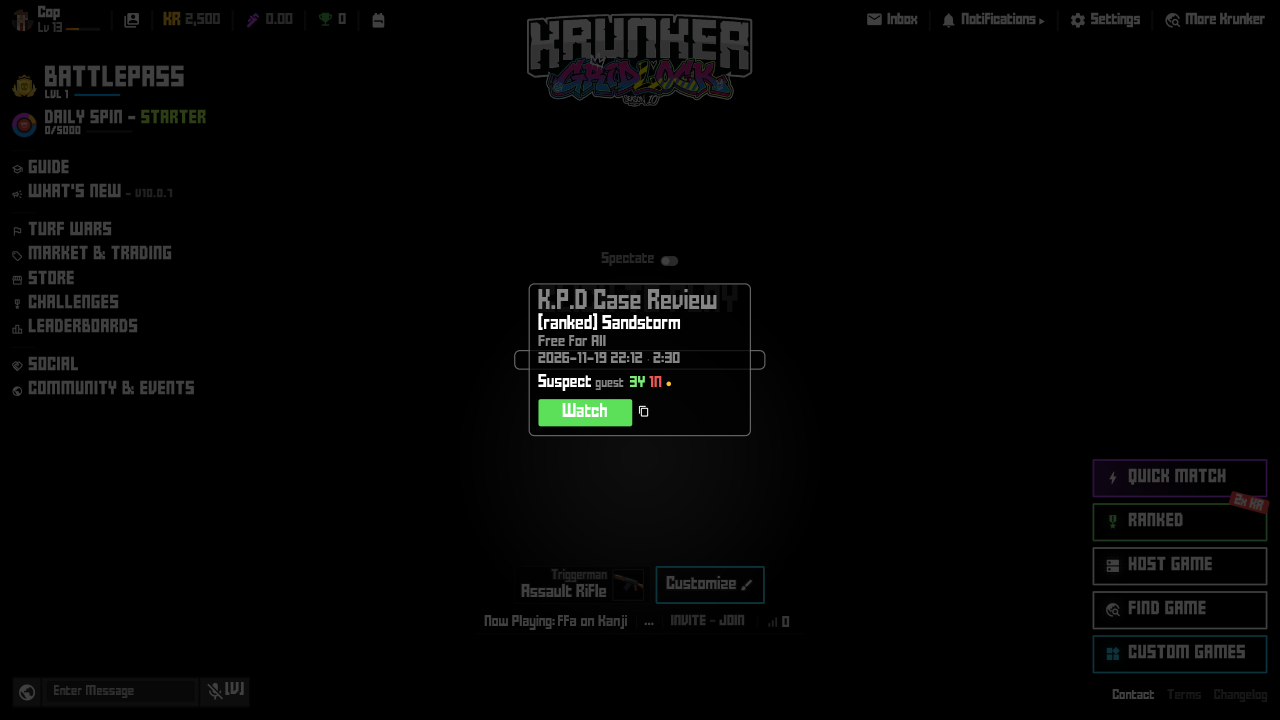 Cop
Lv 13
KR 2,500
0.00
0
Inbox
Notifications
Settings
More Krunker
KRUNKER
GRIDLOCK
BATTLEPASS
LVL 1
DAILY SPIN - STARTER
0/5000
GUIDE
WHAT'S NEW - V10.0.7
TURF WARS
MARKET & TRADING
STORE
CHALLENGES
LEADERBOARDS
SOCIAL
COMMUNITY & EVENTS
Spectate
K.P.D Case Review
[ranked] Sandstorm
Free For All
2026-11-19 22:12 · 2:30
Suspect guest 3Y 1N
Watch
QUICK MATCH
2x KR
RANKED
HOST GAME
FIND GAME
CUSTOM GAMES
Triggerman
Assault Rifle
Customize
Now Playing: FFa on Kanji
...
INVITE - JOIN
0
Enter Message
[V]
Contact
Terms
Changelog